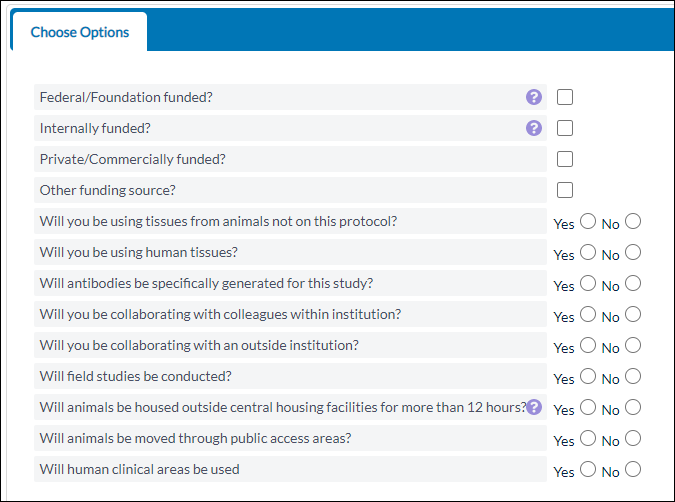 Choose Options
Federal/Foundation funded? ?
Internally funded? ?
Private/Commercially funded?
Other funding source?
Will you be using tissues from animals not on this protocol? Yes No
Will you be using human tissues? Yes No
Will antibodies be specifically generated for this study? Yes No
Will you be collaborating with colleagues within institution? Yes No
Will you be collaborating with an outside institution? Yes No
Will field studies be conducted? Yes No
Will animals be housed outside central housing facilities for more than 12 hours? ? Yes No
Will animals be moved through public access areas? Yes No
Will human clinical areas be used Yes No